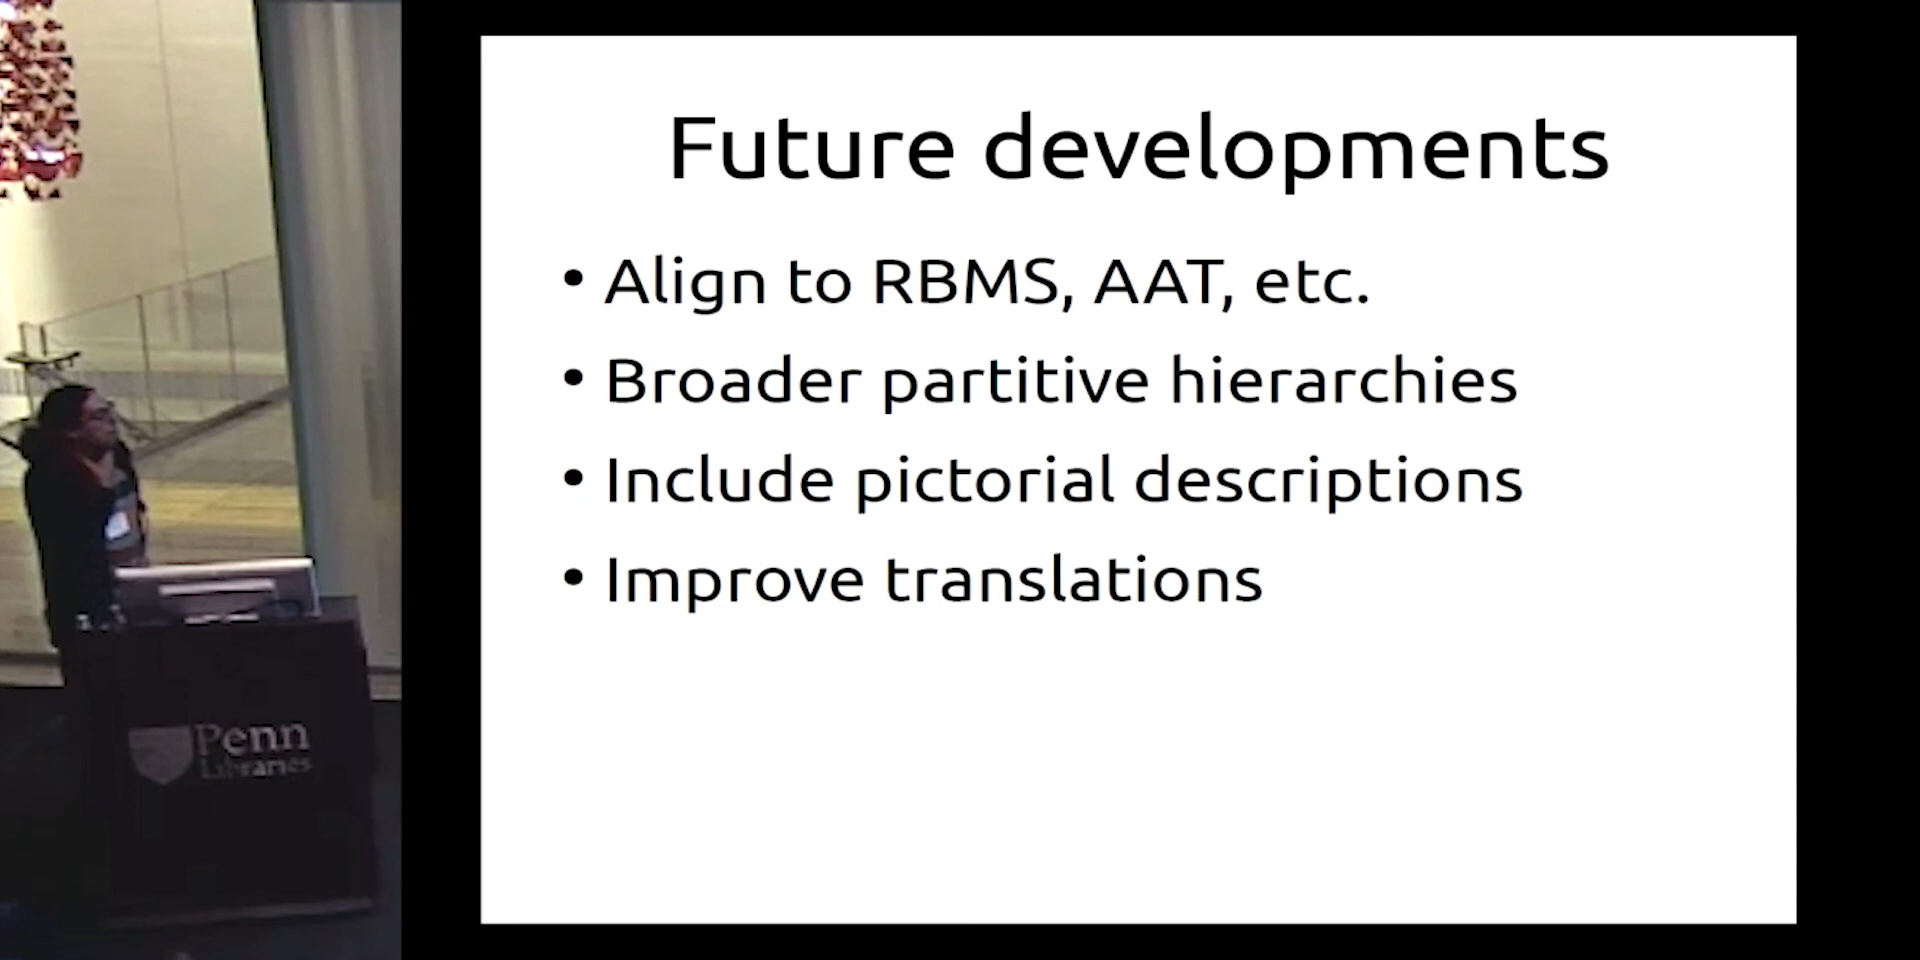 Future developments
• Align to RBMS, AAT, etc.
• Broader partitive hierarchies
• Include pictorial descriptions
• Improve translations
Penn
Libraries